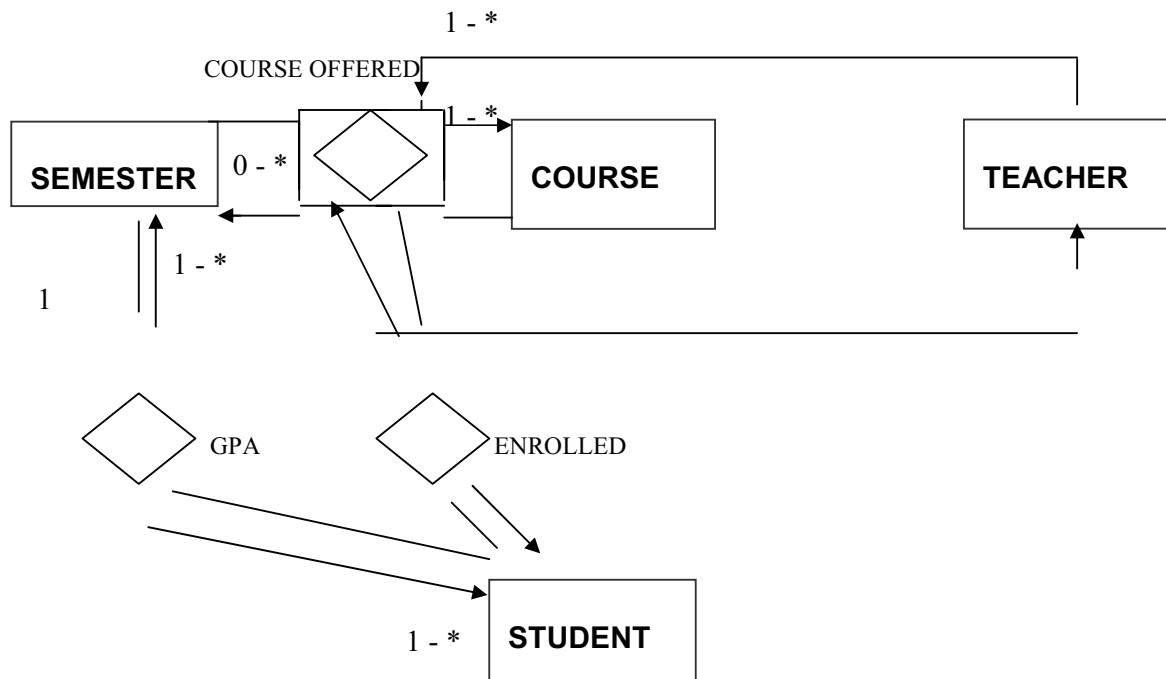 1 - *
COURSE OFFERED
1 - *
SEMESTER
0 - *
COURSE
TEACHER
1 - *
1
GPA
ENROLLED
1 - *
STUDENT